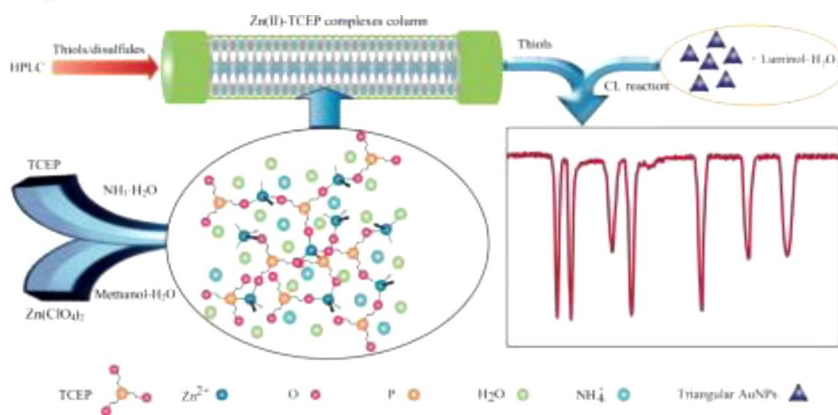 Zn(II)-TCEP complexes column
Thiols/disulfides
HPLC
Thiols
Luminol-H₂O₂
CL reaction
TCEP
NH₃·H₂O
Methanol-H₂O
Zn(ClO₄)₂
TCEP
Zn²⁺
O
P
H₂O
NH₄⁺
Triangular AuNPs